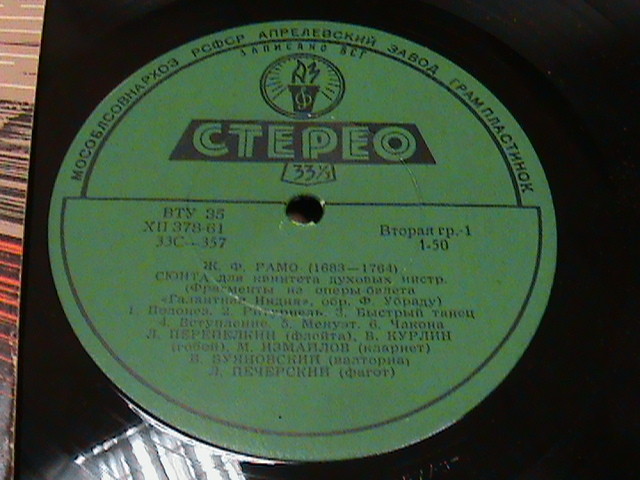 МОСОБЛСОВНАРХОЗ РСФСР АПРЕЛЕВСКИЙ ЗАВОД ГРАМПЛАСТИНОК
ЗАПИСАНО ВСГ
СТЕРЕО
33⅓
ВТУ 35
ХП 378-61
33С—357
Вторая гр.-1
1-50
Ж. Ф. РАМО (1683—1764)
СЮИТА для квинтета духовых инстр.
(Фрагменты из оперы-балета
«Галантная Индия», обр. Ф. Убраду)
1. Полонез. 2. Ритурнель. 3. Быстрый танец
4. Вступление. 5. Менуэт. 6. Чакона
Л. ПЕРЕПЕЛКИН (флейта), В. КУРЛИН
(гобой), М. ИЗМАЙЛОВ (кларнет)
В. БУЯНОВСКИЙ (валторна)
Л. ПЕЧЕРСКИЙ (фагот)